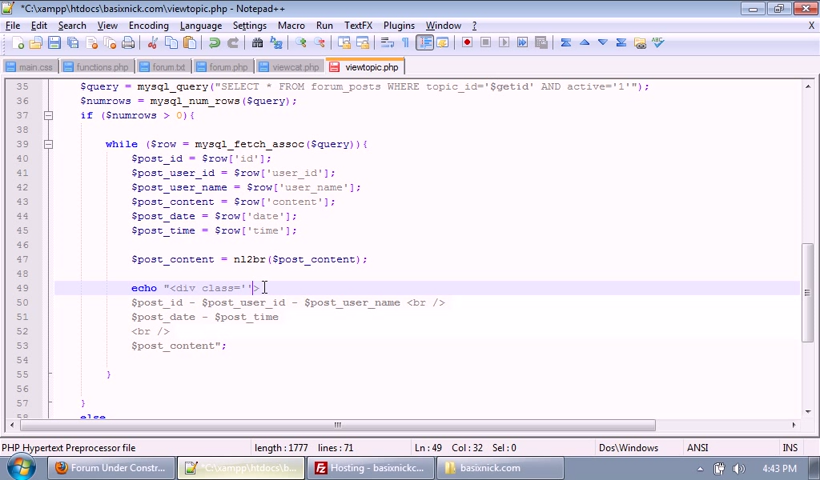 *C:\xampp\htdocs\basixnick.com\viewtopic.php - Notepad++
File Edit Search View Encoding Language Settings Macro Run TextFX Plugins Window ? X
main.css functions.php forum.txt forum.php viewcat.php viewtopic.php
35 $query = mysql_query("SELECT * FROM forum_posts WHERE topic_id='$getid' AND active='1'");
36 $numrows = mysql_num_rows($query);
37 if ($numrows > 0){
38
39 while ($row = mysql_fetch_assoc($query)){
40 $post_id = $row['id'];
41 $post_user_id = $row['user_id'];
42 $post_user_name = $row['user_name'];
43 $post_content = $row['content'];
44 $post_date = $row['date'];
45 $post_time = $row['time'];
46
47 $post_content = nl2br($post_content);
48
49 echo "<div class=''>
50 $post_id - $post_user_id - $post_user_name <br />
51 $post_date - $post_time
52 <br />
53 $post_content";
54
55 }
56
57 }
58 else
PHP Hypertext Preprocessor file length : 1777 lines : 71 Ln : 49 Col : 32 Sel : 0 Dos\Windows ANSI INS
Forum Under Constr... *C:\xampp\htdocs\b... Hosting - basixnickc... basixnick.com 4:43 PM